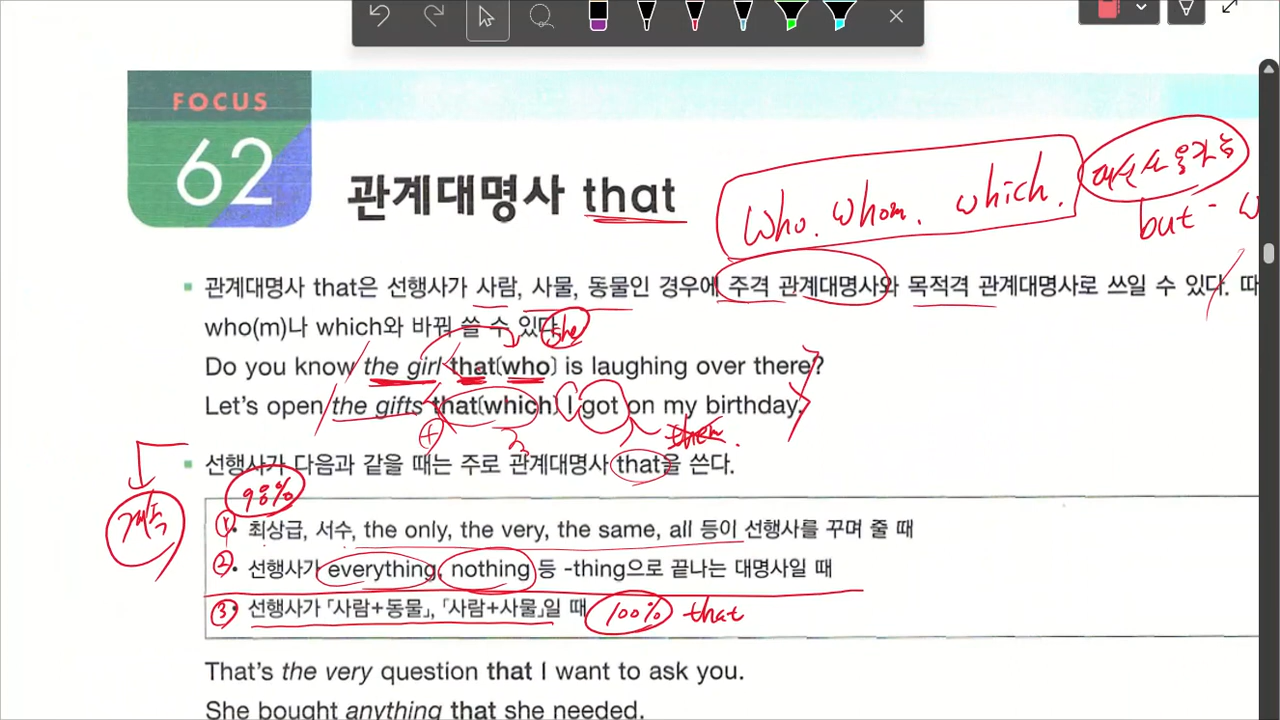 FOCUS
62
관계대명사 that
who. whom. which.
but
관계대명사 that은 선행사가 사람, 사물, 동물인 경우에 주격 관계대명사와 목적격 관계대명사로 쓰일 수 있다. 따
who(m)나 which와 바꿔 쓸 수 있다.
she
Do you know the girl that(who) is laughing over there?
Let's open the gifts that(which) I got on my birthday.
them.
선행사가 다음과 같을 때는 주로 관계대명사 that을 쓴다.
98%
① 최상급, 서수, the only, the very, the same, all 등이 선행사를 꾸며 줄 때
② 선행사가 everything, nothing 등 -thing으로 끝나는 대명사일 때
③ 선행사가 「사람+동물」, 「사람+사물」일 때 100% that
That's the very question that I want to ask you.
She bought anything that she needed.